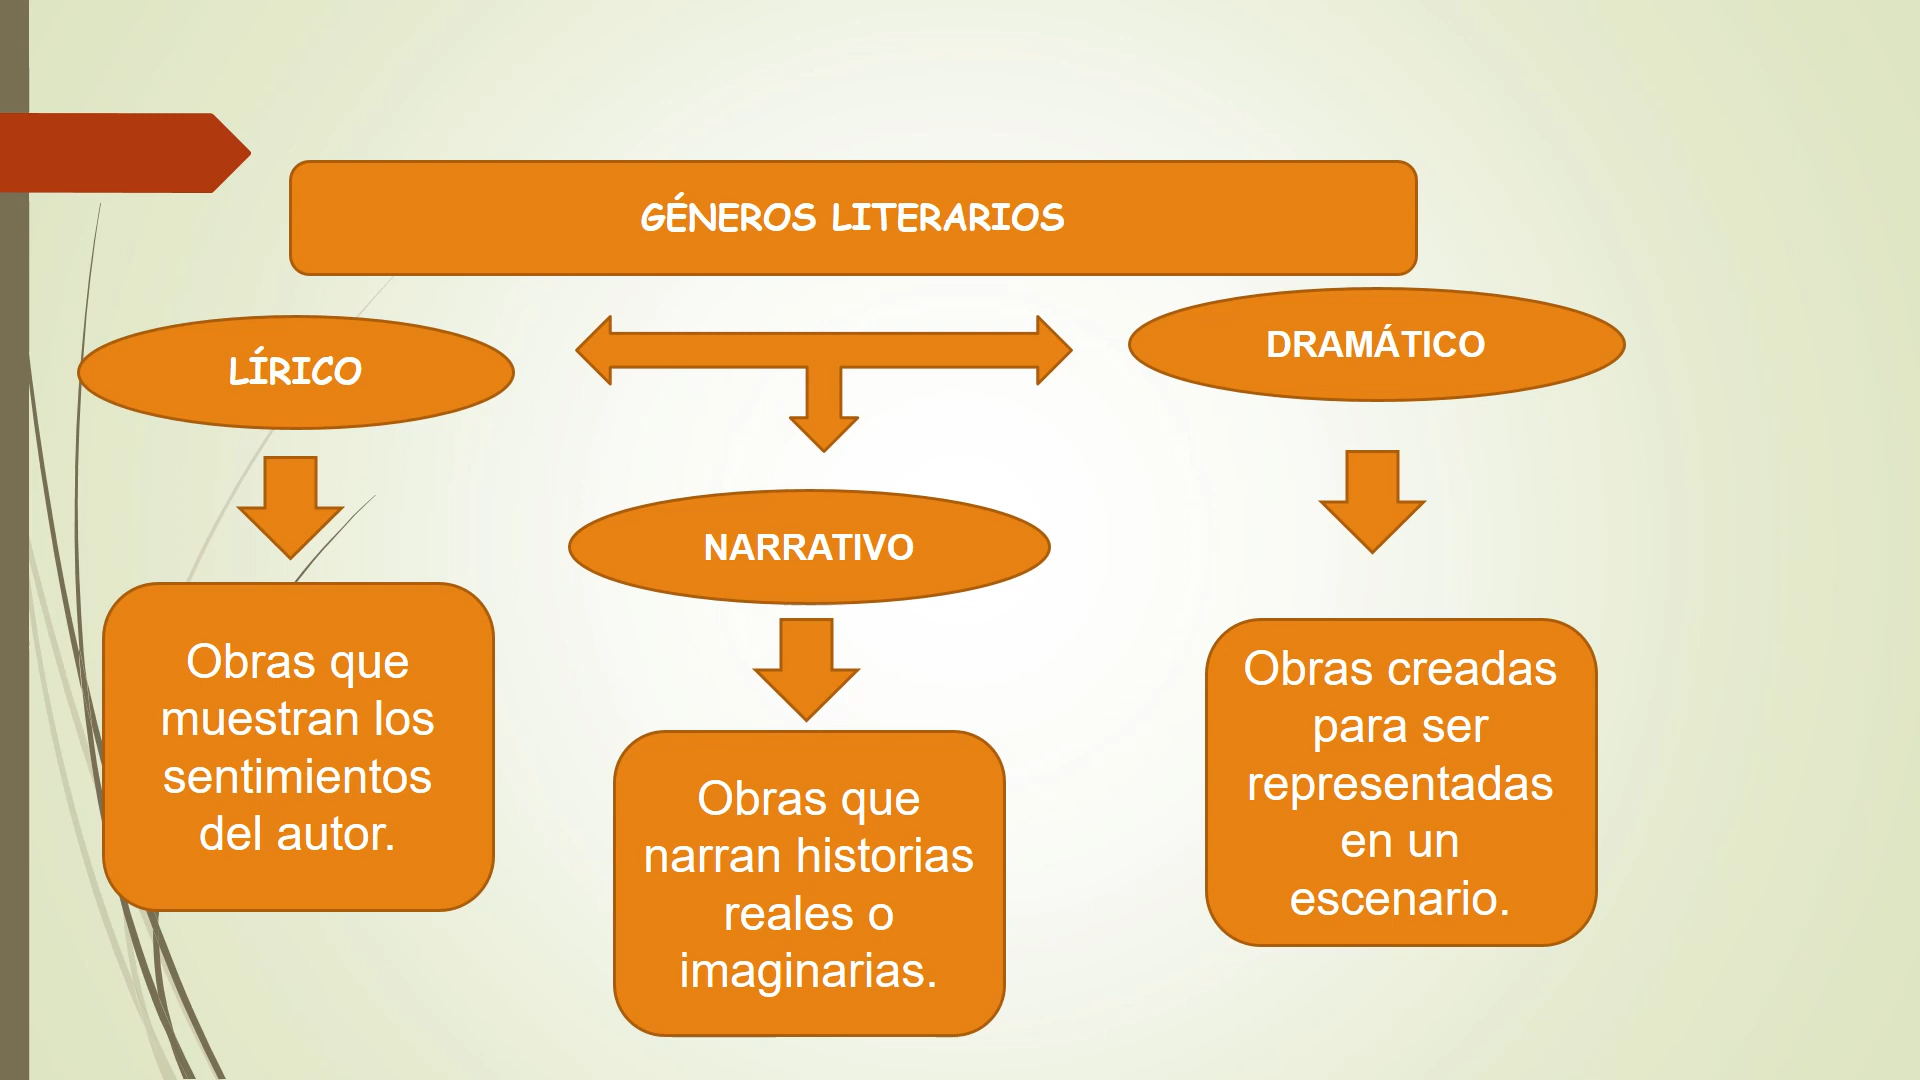 GÉNEROS LITERARIOS
LÍRICO
DRAMÁTICO
NARRATIVO
Obras que
muestran los
sentimientos
del autor.
Obras que
narran historias
reales o
imaginarias.
Obras creadas
para ser
representadas
en un
escenario.